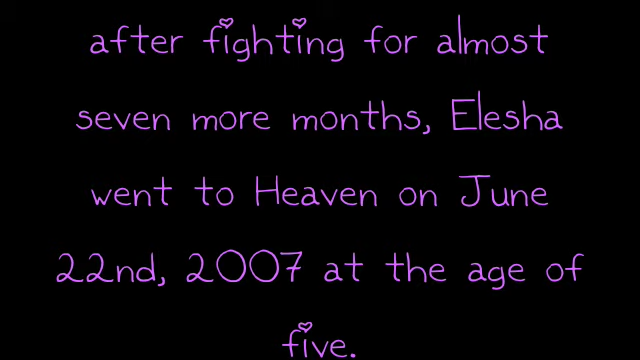 after fighting for almost
seven more months, Elesha
went to Heaven on June
22nd, 2007 at the age of
five.